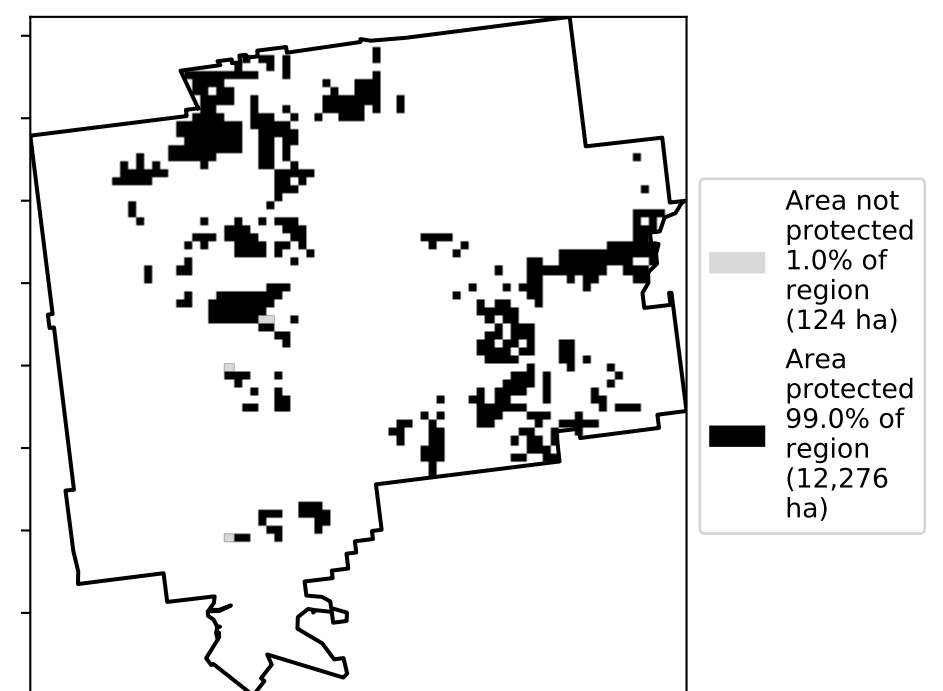 Area not
protected
1.0% of
region
(124 ha)
Area
protected
99.0% of
region
(12,276
ha)